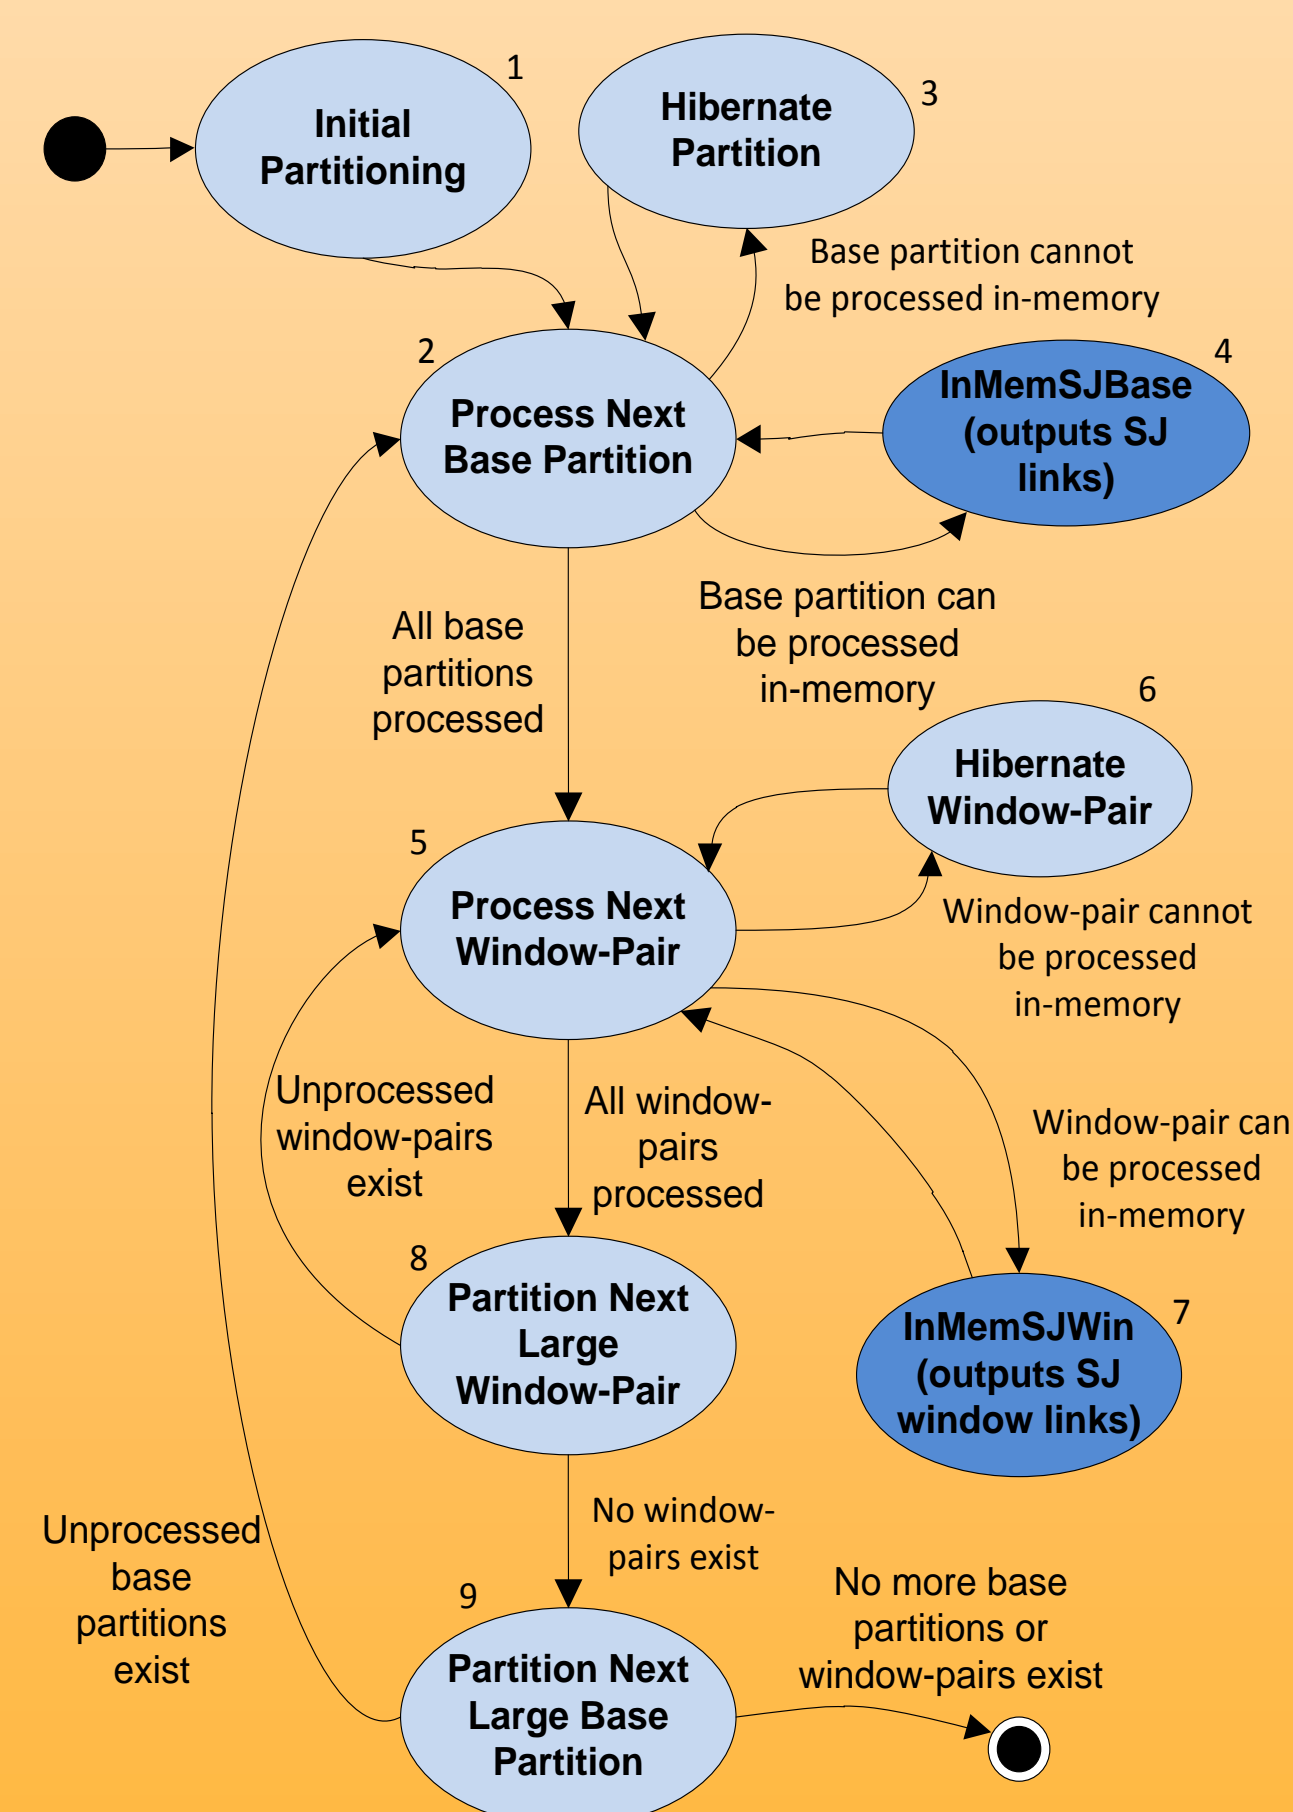 1
Initial
Partitioning
3
Hibernate
Partition
Base partition cannot
be processed in-memory
2
Process Next
Base Partition
4
InMemSJBase
(outputs SJ
links)
Base partition can
be processed
in-memory
All base
partitions
processed
6
Hibernate
Window-Pair
5
Process Next
Window-Pair
Window-pair cannot
be processed
in-memory
Unprocessed
window-pairs
exist
All window-
pairs
processed
Window-pair can
be processed
in-memory
8
Partition Next
Large
Window-Pair
7
InMemSJWin
(outputs SJ
window links)
No window-
pairs exist
Unprocessed
base
partitions
exist
9
Partition Next
Large Base
Partition
No more base
partitions or
window-pairs exist